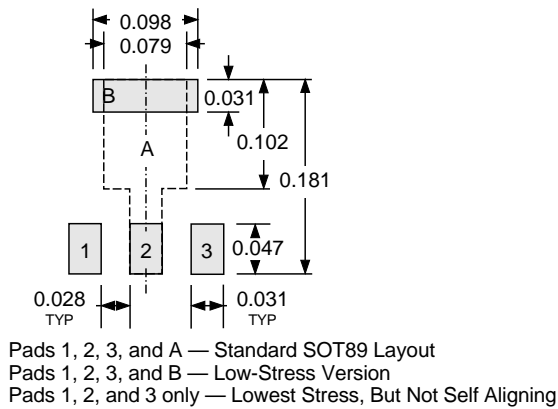 0.098
0.079
B
0.031
A
0.102
0.181
1
2
3
0.047
0.028
TYP
0.031
TYP
Pads 1, 2, 3, and A — Standard SOT89 Layout
Pads 1, 2, 3, and B — Low-Stress Version
Pads 1, 2, and 3 only — Lowest Stress, But Not Self Aligning